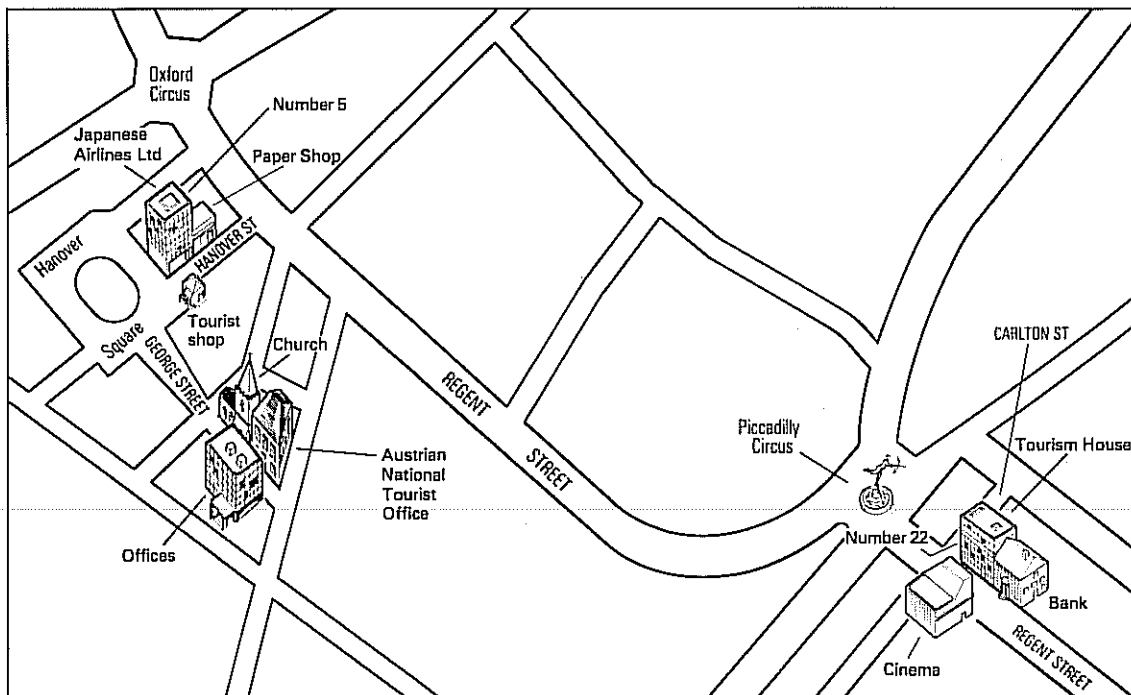 Oxford
Circus
Number 5
Japanese
Airlines Ltd
Paper Shop
Hanover
HANOVER ST
Square
Tourist
shop
GEORGE STREET
Church
REGENT
STREET
CARLTON ST
Piccadilly
Circus
Tourism House
Austrian
National
Tourist
Office
Offices
Number 22
Bank
Cinema
REGENT STREET